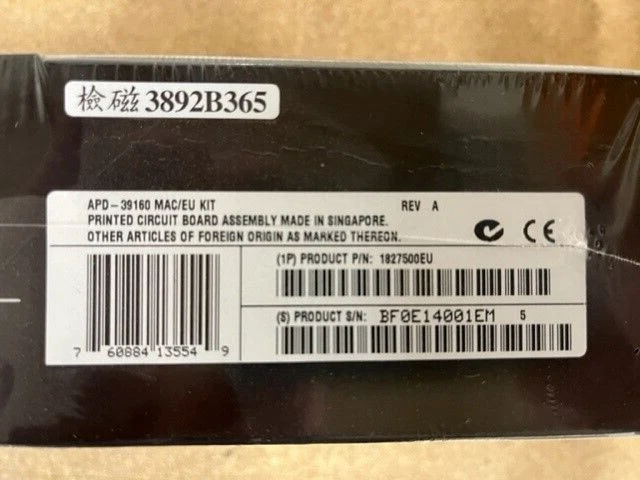 檢磁 3892B365
APD-39160 MAC/EU KIT REV A
PRINTED CIRCUIT BOARD ASSEMBLY MADE IN SINGAPORE.
OTHER ARTICLES OF FOREIGN ORIGIN AS MARKED THEREON.
CE
(1P) PRODUCT P/N: 1827500EU
(S) PRODUCT S/N: BF0E14001EM 5
7 60884 13554 9